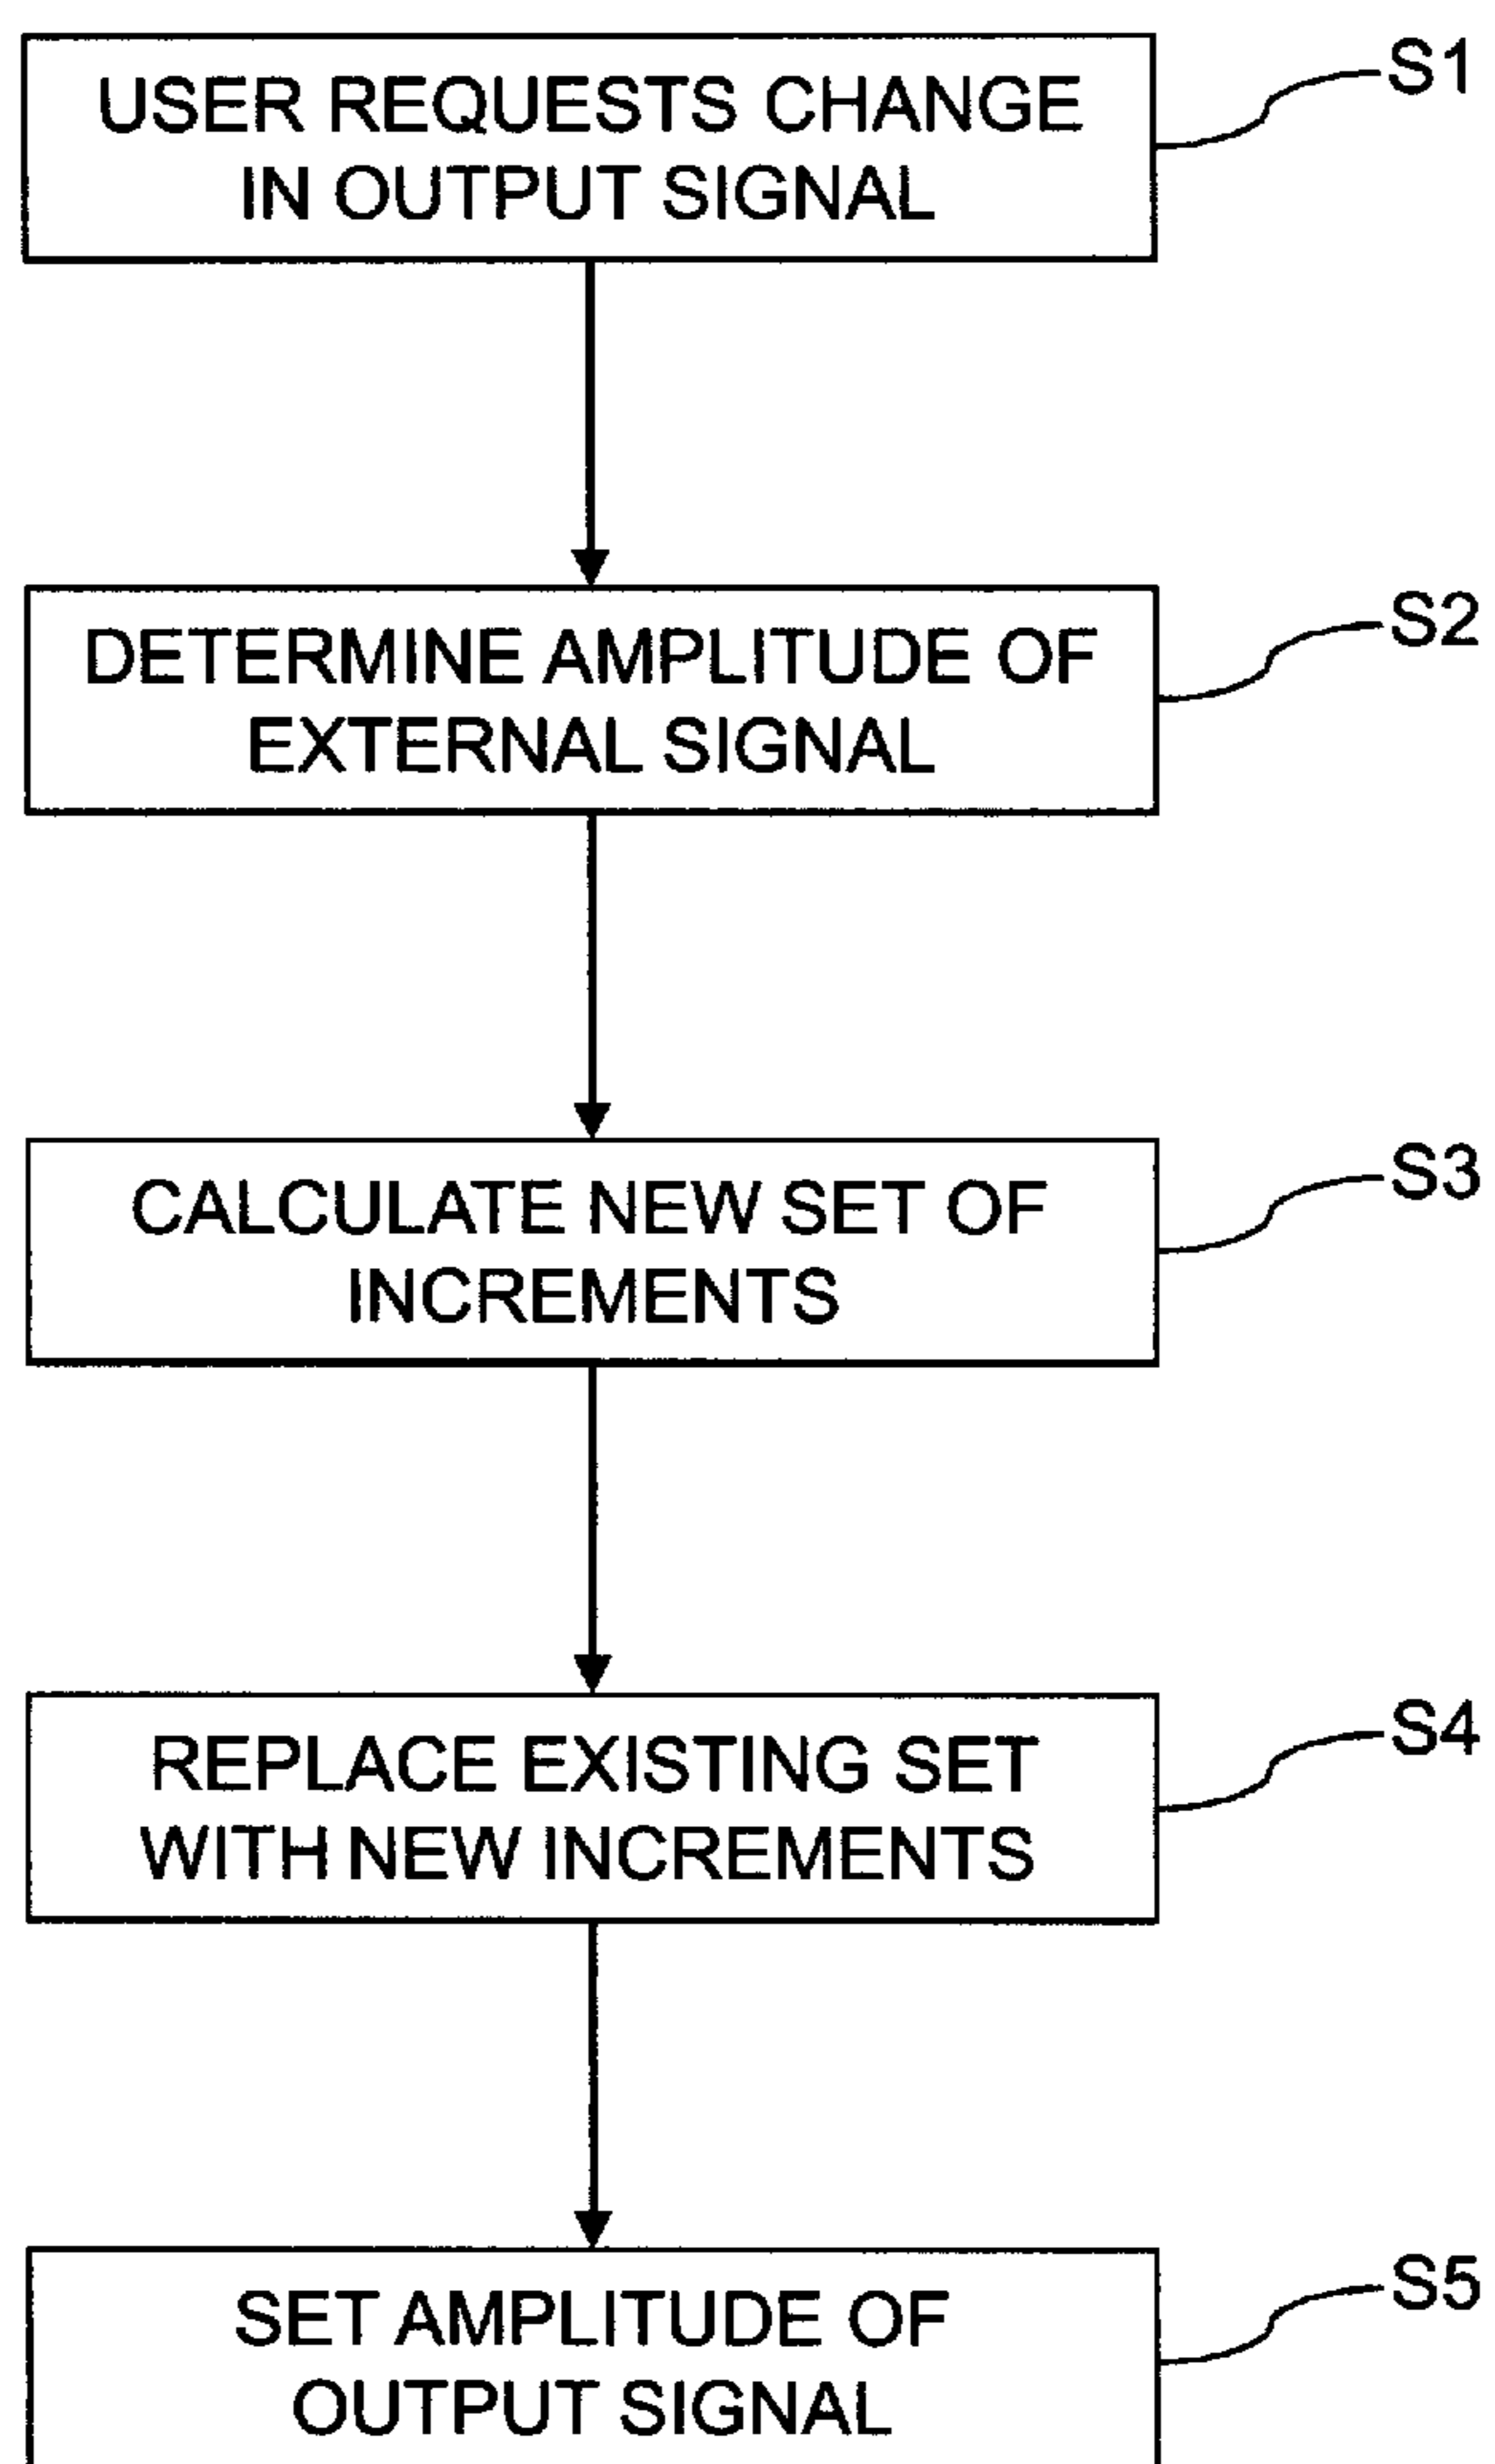 USER REQUESTS CHANGE
IN OUTPUT SIGNAL
S1
DETERMINE AMPLITUDE OF
EXTERNAL SIGNAL
S2
CALCULATE NEW SET OF
INCREMENTS
S3
REPLACE EXISTING SET
WITH NEW INCREMENTS
S4
SET AMPLITUDE OF
OUTPUT SIGNAL
S5